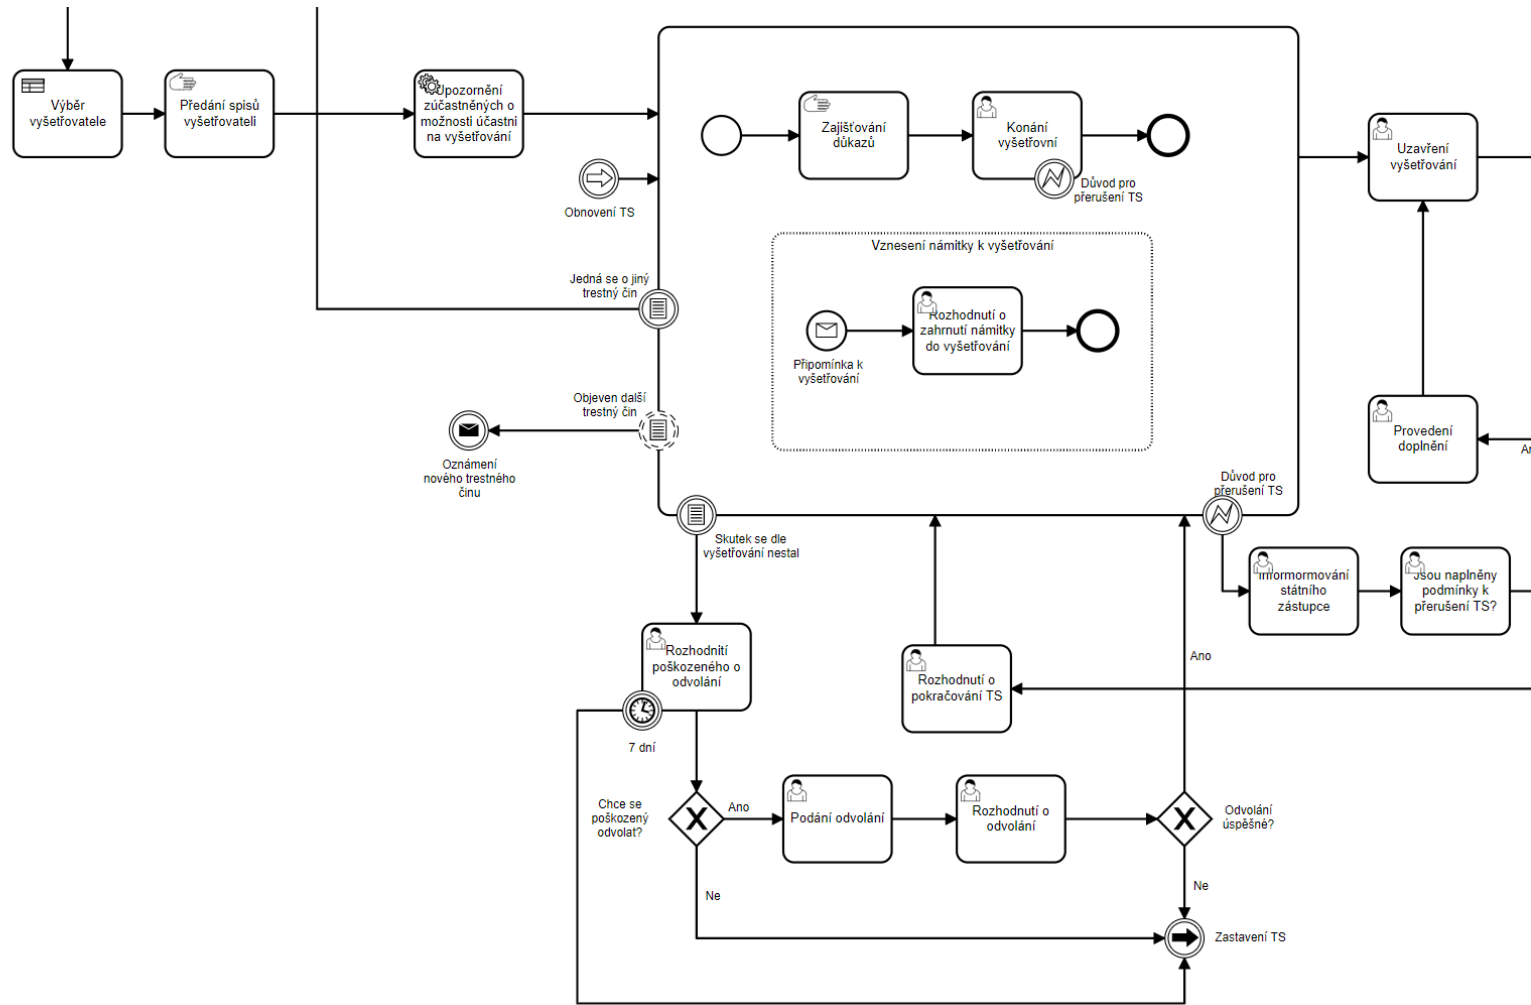 Výběr
vyšetřovatele
Předání spisů
vyšetřovateli
Upozornění
zúčastněných o
možnosti účastni
na vyšetřování
Obnovení TS
Zajišťování
důkazů
Konání
vyšetřovní
Důvod pro
přerušení TS
Uzavření
vyšetřování
Vznesení námitky k vyšetřování
Jedná se o jiný
trestný čin
Rozhodnutí o
zahrnutí námitky
do vyšetřování
Připomínka k
vyšetřování
Objeven další
trestný čin
Oznámení
nového trestného
činu
Provedení
doplnění
Důvod pro
přerušení TS
Skutek se dle
vyšetřování nestal
Informormování
státního
zástupce
Jsou naplněny
podmínky k
přerušení TS?
Rozhodnití
poškozeného o
odvolání
7 dní
Rozhodnutí o
pokračování TS
Ano
Chce se
poškozený
odvolat?
Ano
Podání odvolání
Rozhodnutí o
odvolání
Odvolání
úspěšné?
Ne
Ne
Zastavení TS